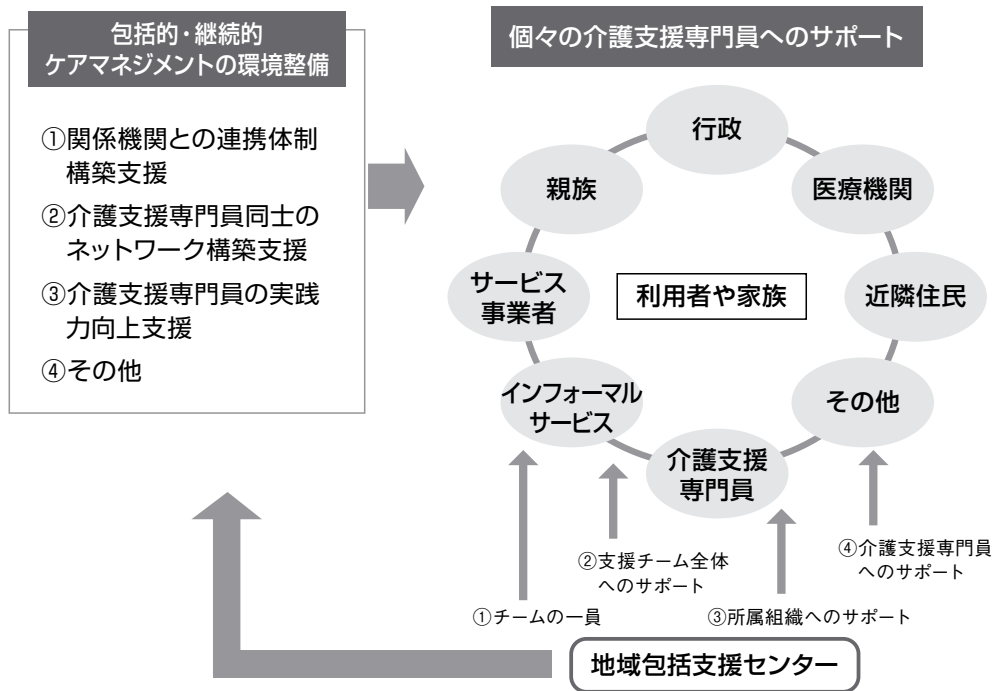 包括的・継続的
ケアマネジメントの環境整備
①関係機関との連携体制
構築支援
②介護支援専門員同士の
ネットワーク構築支援
③介護支援専門員の実践
力向上支援
④その他
個々の介護支援専門員へのサポート
行政
親族
医療機関
サービス
事業者
利用者や家族
近隣住民
インフォーマル
サービス
その他
介護支援
専門員
①チームの一員
②支援チーム全体
へのサポート
③所属組織へのサポート
④介護支援専門員
へのサポート
地域包括支援センター